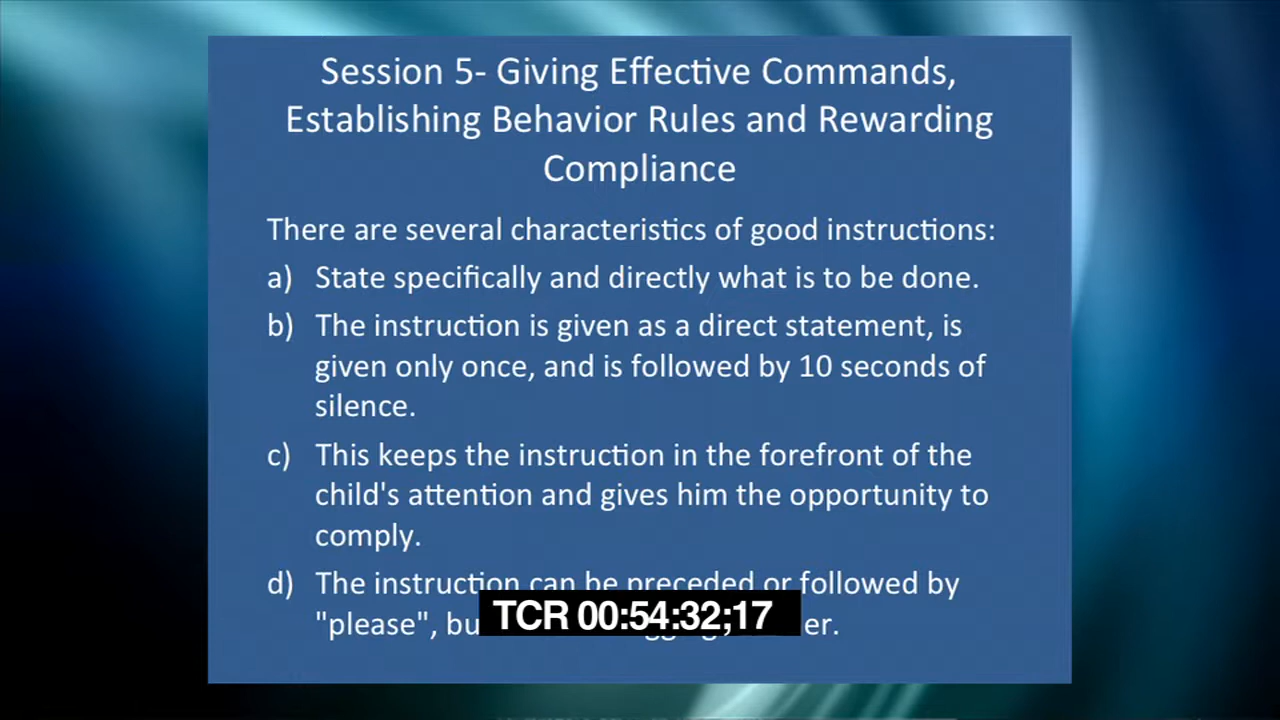 Session 5- Giving Effective Commands,
Establishing Behavior Rules and Rewarding
Compliance
There are several characteristics of good instructions:
a) State specifically and directly what is to be done.
b) The instruction is given as a direct statement, is
given only once, and is followed by 10 seconds of
silence.
c) This keeps the instruction in the forefront of the
child's attention and gives him the opportunity to
comply.
d) The instruction can be preceded or followed by
"please", er.
TCR 00:54:32;17